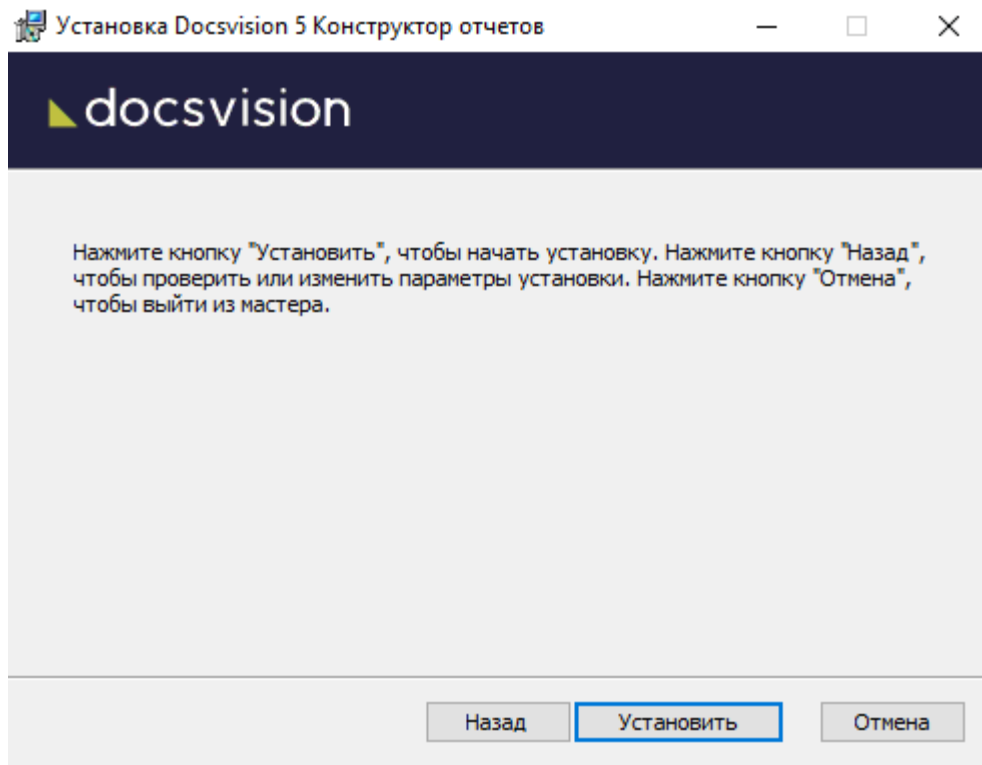 Установка Docsvision 5 Конструктор отчетов
docsvision
Нажмите кнопку "Установить", чтобы начать установку. Нажмите кнопку "Назад",
чтобы проверить или изменить параметры установки. Нажмите кнопку "Отмена",
чтобы выйти из мастера.
Назад Установить Отмена